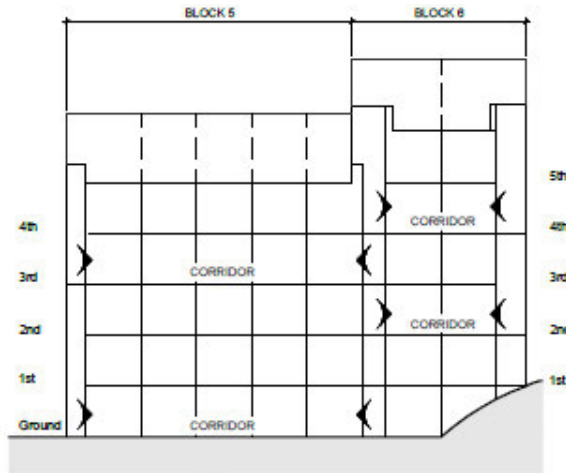 BLOCK 5 BLOCK 6
5th
CORRIDOR
4th 4th
CORRIDOR
3rd 3rd
CORRIDOR
2nd 2nd
1st 1st
Ground CORRIDOR